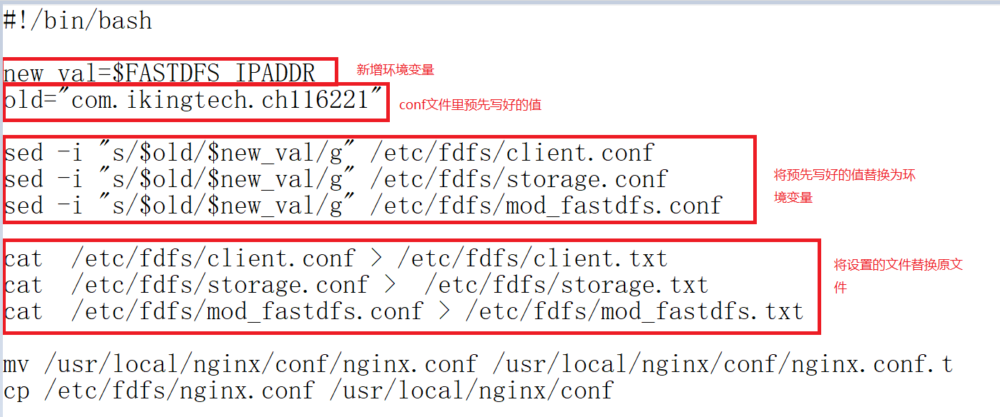 #!/bin/bash
new_val=$FASTDFS_IPADDR
新增环境变量
old="com.ikingtech.ch116221"
conf文件里预先写好的值
sed -i "s/$old/$new_val/g" /etc/fdfs/client.conf
sed -i "s/$old/$new_val/g" /etc/fdfs/storage.conf
sed -i "s/$old/$new_val/g" /etc/fdfs/mod_fastdfs.conf
将预先写好的值替换为环
境变量
cat  /etc/fdfs/client.conf > /etc/fdfs/client.txt
cat  /etc/fdfs/storage.conf >  /etc/fdfs/storage.txt
cat  /etc/fdfs/mod_fastdfs.conf > /etc/fdfs/mod_fastdfs.txt
将设置的文件替换原文
件
mv /usr/local/nginx/conf/nginx.conf /usr/local/nginx/conf/nginx.conf.t
cp /etc/fdfs/nginx.conf /usr/local/nginx/conf